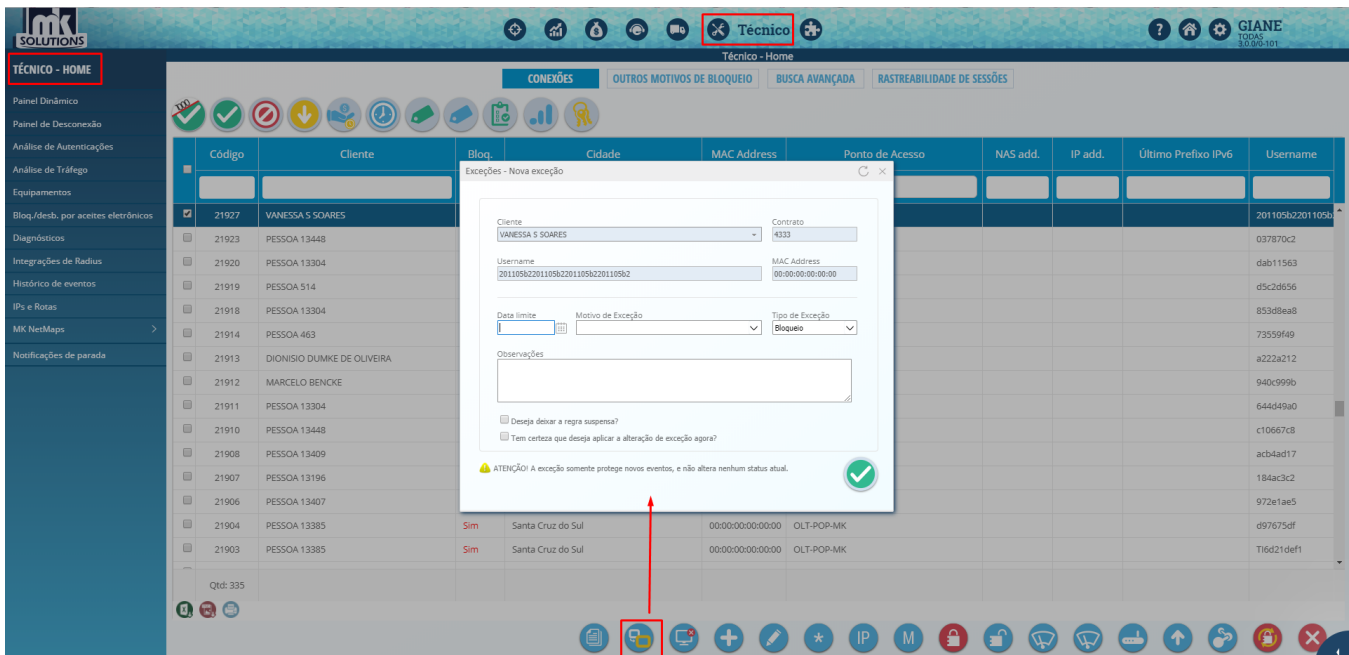 mk
SOLUTIONS
Técnico
GIANE
TODAS
3.0.0/0-101
Técnico - Home
TÉCNICO - HOME
CONEXÕES OUTROS MOTIVOS DE BLOQUEIO BUSCA AVANÇADA RASTREABILIDADE DE SESSÕES
Painel Dinâmico
Painel de Desconexão
Análise de Autenticações
Análise de Tráfego
Equipamentos
Bloq./desb. por aceites eletrônicos
Diagnósticos
Integrações de Radius
Histórico de eventos
IPs e Rotas
MK NetMaps
Notificações de parada
TODO
Código Cliente Bloq. Cidade MAC Address Ponto de Acesso NAS add. IP add. Último Prefixo IPv6 Username
21927 VANESSA S SOARES 201105b2201105b
21923 PESSOA 13448 037870c2
21920 PESSOA 13304 dab11563
21919 PESSOA 514 d5c2d656
21918 PESSOA 13304 853d8ea8
21914 PESSOA 463 73559f49
21913 DIONISIO DUMKE DE OLIVEIRA a222a212
21912 MARCELO BENCKE 940c999b
21911 PESSOA 13304 644d49a0
21910 PESSOA 13448 c10667c8
21908 PESSOA 13409 acb4ad17
21907 PESSOA 13196 184ac3c2
21906 PESSOA 13407 972e1ae5
21904 PESSOA 13385 Sim Santa Cruz do Sul 00:00:00:00:00:00 OLT-POP-MK d97675df
21903 PESSOA 13385 Sim Santa Cruz do Sul 00:00:00:00:00:00 OLT-POP-MK TI6d21def1
Qtd: 335
Exceções - Nova exceção
Cliente Contrato
VANESSA S SOARES 4333
Username MAC Address
201105b2201105b2201105b2201105b2 00:00:00:00:00:00
Data limite Motivo de Exceção Tipo de Exceção
Bloqueio
Observações
Deseja deixar a regra suspensa?
Tem certeza que deseja aplicar a alteração de exceção agora?
ATENÇÃO! A exceção somente protege novos eventos, e não altera nenhum status atual.
IP M